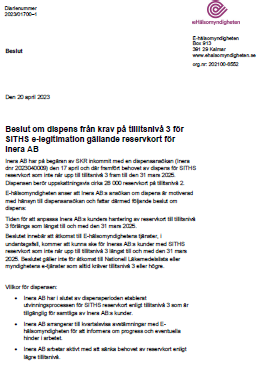 Diarienummer
2023/01700-1
eHälsomyndigheten
E-hälsomyndigheten
Box 913
391 29 Kalmar
www.ehalsomyndigheten.se
org.nr: 202100-6552
Beslut
Den 20 april 2023
Beslut om dispens från krav på tillitsnivå 3 för
SITHS e-legitimation gällande reservkort för
Inera AB
Inera AB har på begäran av SKR inkommit med en dispensansökan (Inera
dnr 2023040009) den 17 april och där framfört behovet av dispens för SITHS
reservkort som inte når upp till tillitsnivå 3 fram till den 31 mars 2025.
Dispensen berör uppskattningsvis cirka 28 000 reservkort på tillitsnivå 2.
E-hälsomyndigheten anser att Inera ABs ansökan om dispens är motiverad
med hänsyn till dispensansökan och fattar därmed följande beslut om
dispens:
Tiden för att anpassa Inera AB:s kunders hantering av reservkort till tillitsnivå
3 förlängs som längst till och med den 31 mars 2025.
Beslutet innebär att åtkomst till E-hälsomyndighetens tjänster, i
undantagsfall, kommer att kunna ske för Ineras AB:s kunder med SITHS
reservkort som inte når upp till tillitsnivå 3 längst till och med den 31 mars
2025. Beslutet gäller inte för åtkomst till Nationell Läkemedelslista eller
myndighetens e-tjänster som alltid kräver tillitsnivå 3 eller högre.
Villkor för dispensen:
• Inera AB har i slutet av dispensperioden etablerat
utvinningsprocessen för SITHS reservkort enligt tillitsnivå 3 som är
tillgänglig för samtliga av Inera AB:s kunder.
• Inera AB arrangerar till kvartalsvisa avstämningar med E-
hälsomyndigheten för att informera om progress och eventuella
hinder i arbetet.
• Inera AB arbetar aktivt med att sänka behovet av reservkort enligt
lägre tillitsnivå.